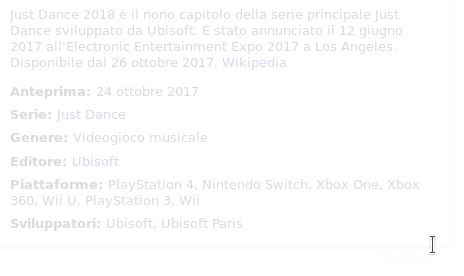 Just Dance 2018 è il nono capitolo della serie principale Just
Dance sviluppato da Ubisoft. È stato annunciato il 12 giugno
2017 all'Electronic Entertainment Expo 2017 a Los Angeles.
Disponibile dal 26 ottobre 2017. Wikipedia
Anteprima: 24 ottobre 2017
Serie: Just Dance
Genere: Videogioco musicale
Editore: Ubisoft
Piattaforme: PlayStation 4, Nintendo Switch, Xbox One, Xbox
360, Wii U, PlayStation 3, Wii
Sviluppatori: Ubisoft, Ubisoft Paris